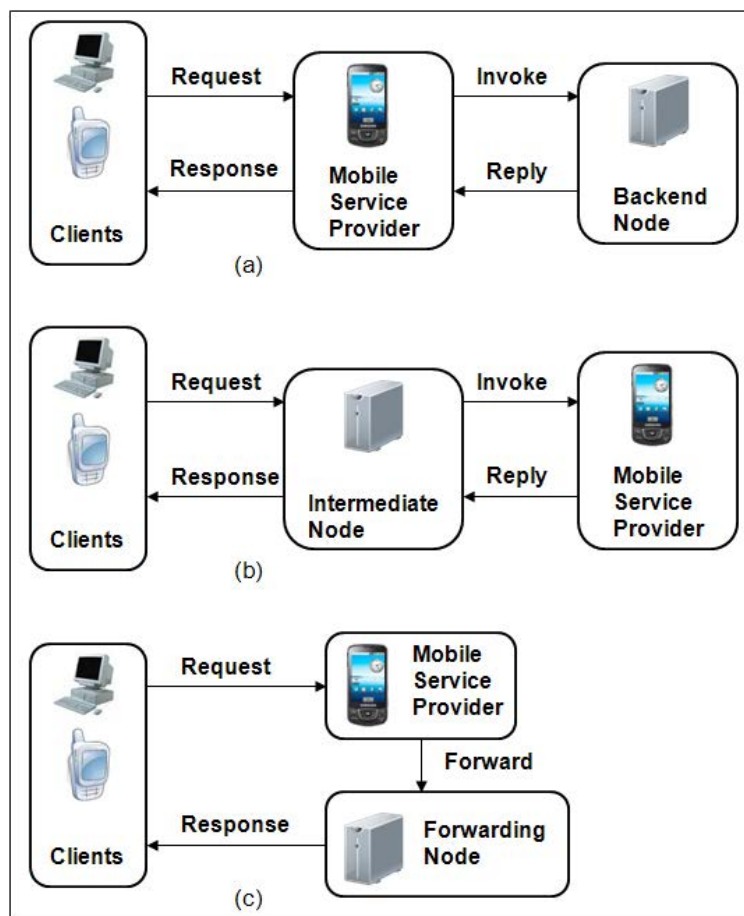 Request
Invoke
Response
Reply
Mobile
Service
Provider
Backend
Node
Clients
(a)
Request
Invoke
Response
Reply
Intermediate
Node
Mobile
Service
Provider
Clients
(b)
Request
Mobile
Service
Provider
Forward
Response
Forwarding
Node
Clients
(c)